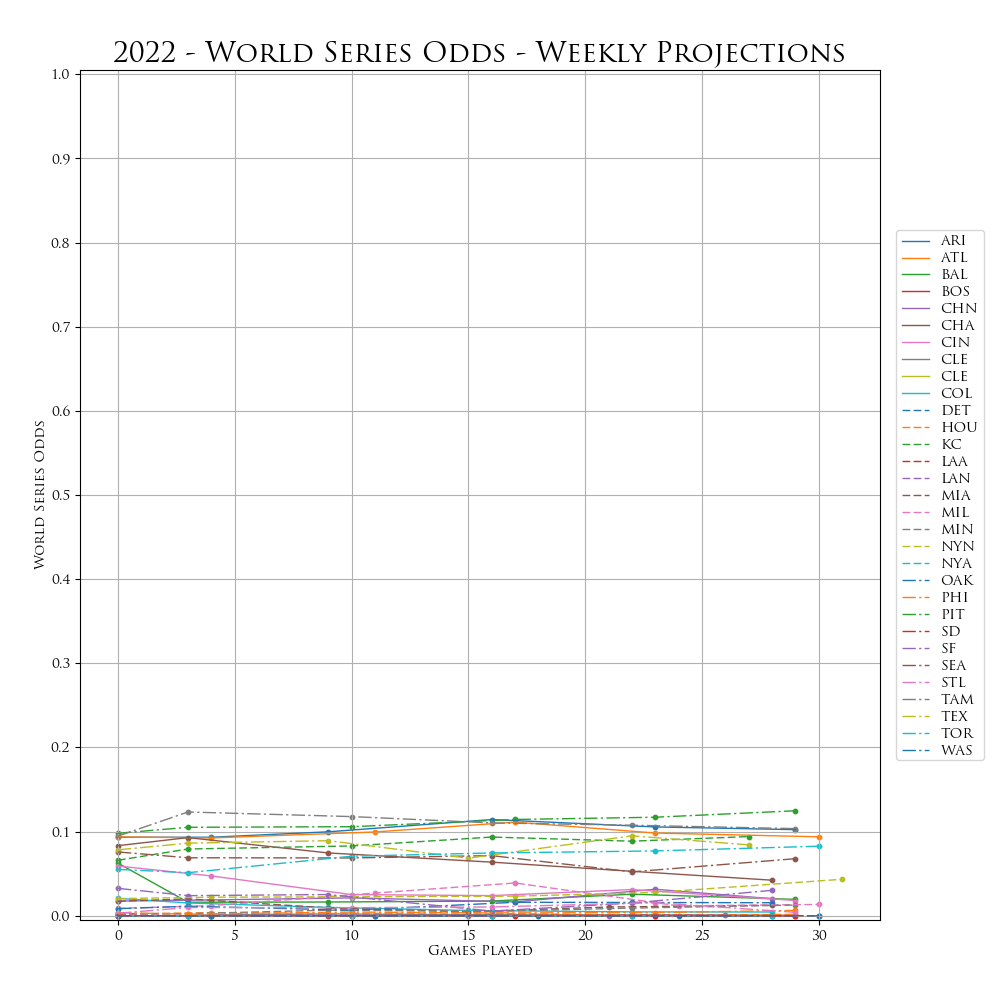 2022 - World Series Odds - Weekly Projections
1.0
0.9
0.8
0.7
0.6
0.5
0.4
0.3
0.2
0.1
0.0
World Series Odds
0 5 10 15 20 25 30
Games Played
ARI
ATL
BAL
BOS
CHN
CHA
CIN
CLE
CLE
COL
DET
HOU
KC
LAA
LAN
MIA
MIL
MIN
NYN
NYA
OAK
PHI
PIT
SD
SF
SEA
STL
TAM
TEX
TOR
WAS